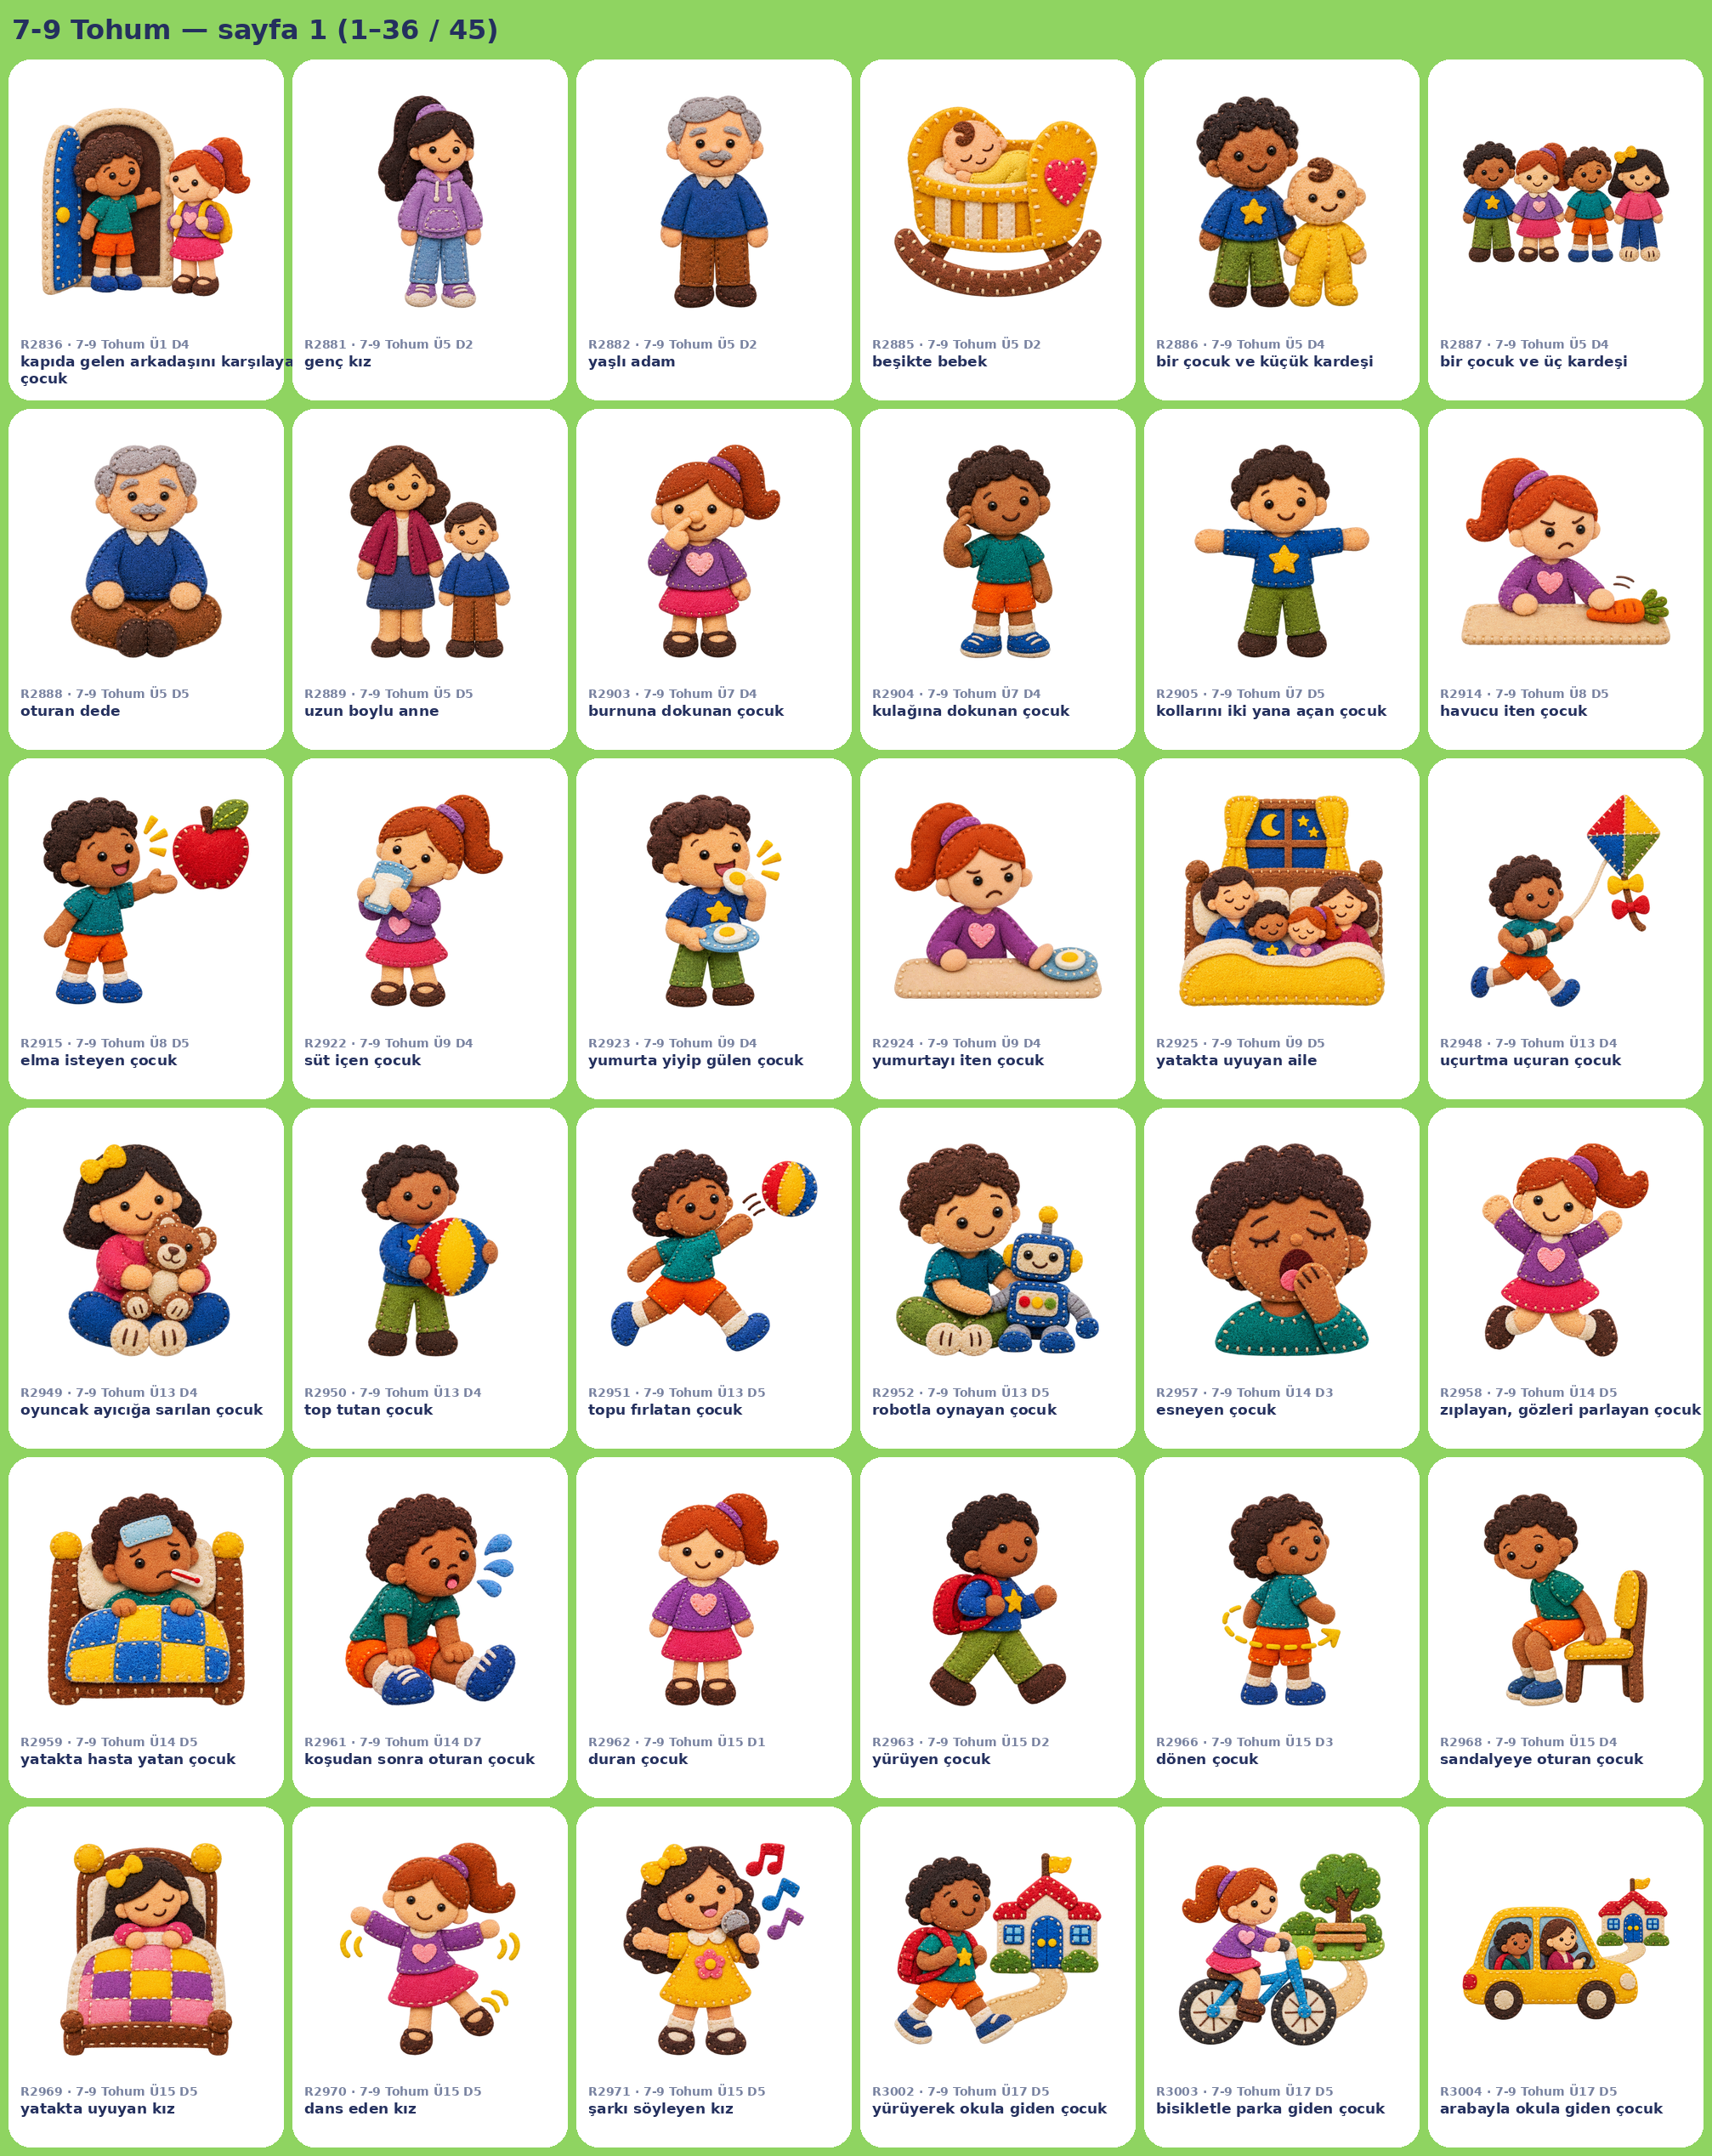 7-9 Tohum — sayfa 1 (1–36 / 45)
R2836 · 7-9 Tohum Ü1 D4
kapıda gelen arkadaşını karşılaya
çocuk
R2881 · 7-9 Tohum Ü5 D2
genç kız
R2882 · 7-9 Tohum Ü5 D2
yaşlı adam
R2885 · 7-9 Tohum Ü5 D2
beşikte bebek
R2886 · 7-9 Tohum Ü5 D4
bir çocuk ve küçük kardeşi
R2887 · 7-9 Tohum Ü5 D4
bir çocuk ve üç kardeşi
R2888 · 7-9 Tohum Ü5 D5
oturan dede
R2889 · 7-9 Tohum Ü5 D5
uzun boylu anne
R2903 · 7-9 Tohum Ü7 D4
burnuna dokunan çocuk
R2904 · 7-9 Tohum Ü7 D4
kulağına dokunan çocuk
R2905 · 7-9 Tohum Ü7 D5
kollarını iki yana açan çocuk
R2914 · 7-9 Tohum Ü8 D5
havucu iten çocuk
R2915 · 7-9 Tohum Ü8 D5
elma isteyen çocuk
R2922 · 7-9 Tohum Ü9 D4
süt içen çocuk
R2923 · 7-9 Tohum Ü9 D4
yumurta yiyip gülen çocuk
R2924 · 7-9 Tohum Ü9 D4
yumurtayı iten çocuk
R2925 · 7-9 Tohum Ü9 D5
yatakta uyuyan aile
R2948 · 7-9 Tohum Ü13 D4
uçurtma uçuran çocuk
R2949 · 7-9 Tohum Ü13 D4
oyuncak ayıcığa sarılan çocuk
R2950 · 7-9 Tohum Ü13 D4
top tutan çocuk
R2951 · 7-9 Tohum Ü13 D5
topu fırlatan çocuk
R2952 · 7-9 Tohum Ü13 D5
robotla oynayan çocuk
R2957 · 7-9 Tohum Ü14 D3
esneyen çocuk
R2958 · 7-9 Tohum Ü14 D5
zıplayan, gözleri parlayan çocuk
R2959 · 7-9 Tohum Ü14 D5
yatakta hasta yatan çocuk
R2961 · 7-9 Tohum Ü14 D7
koşudan sonra oturan çocuk
R2962 · 7-9 Tohum Ü15 D1
duran çocuk
R2963 · 7-9 Tohum Ü15 D2
yürüyen çocuk
R2966 · 7-9 Tohum Ü15 D3
dönen çocuk
R2968 · 7-9 Tohum Ü15 D4
sandalyeye oturan çocuk
R2969 · 7-9 Tohum Ü15 D5
yatakta uyuyan kız
R2970 · 7-9 Tohum Ü15 D5
dans eden kız
R2971 · 7-9 Tohum Ü15 D5
şarkı söyleyen kız
R3002 · 7-9 Tohum Ü17 D5
yürüyerek okula giden çocuk
R3003 · 7-9 Tohum Ü17 D5
bisikletle parka giden çocuk
R3004 · 7-9 Tohum Ü17 D5
arabayla okula giden çocuk